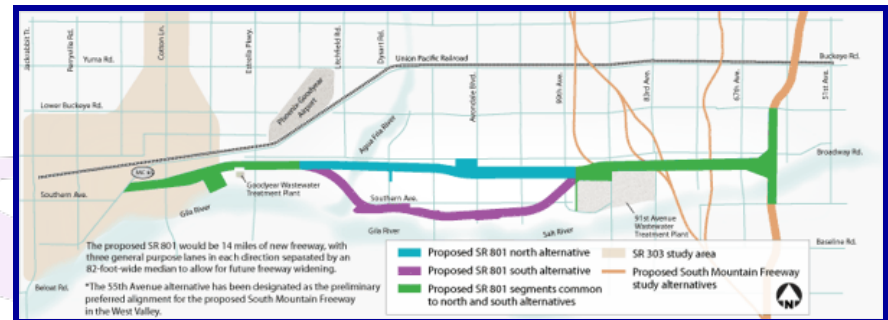 Jackrabbit Tr.
Perryville Rd.
Cotton Ln.
Estrella Pkwy.
Litchfield Rd.
Dysart Rd.
Yuma Rd.
Union Pacific Railroad
Buckeye Rd.
Avondale Blvd.
99th Ave.
83rd Ave.
67th Ave.
51st Ave.
Lower Buckeye Rd.
Phoenix-Goodyear
Airport
Agua Fria River
Broadway Rd.
MC 85
Southern Ave.
Goodyear Wastewater
Treatment Plant
Southern Ave.
Gila River
Gila River
Salt River
91st Avenue
Wastewater
Treatment Plant
Baseline Rd.
Beloat Rd.
The proposed SR 801 would be 14 miles of new freeway, with
three general purpose lanes in each direction separated by an
82-foot-wide median to allow for future freeway widening.
*The 55th Avenue alternative has been designated as the preliminary
preferred alignment for the proposed South Mountain Freeway
in the West Valley.
Proposed SR 801 north alternative
Proposed SR 801 south alternative
Proposed SR 801 segments common
to north and south alternatives
SR 303 study area
Proposed South Mountain Freeway
study alternatives
N